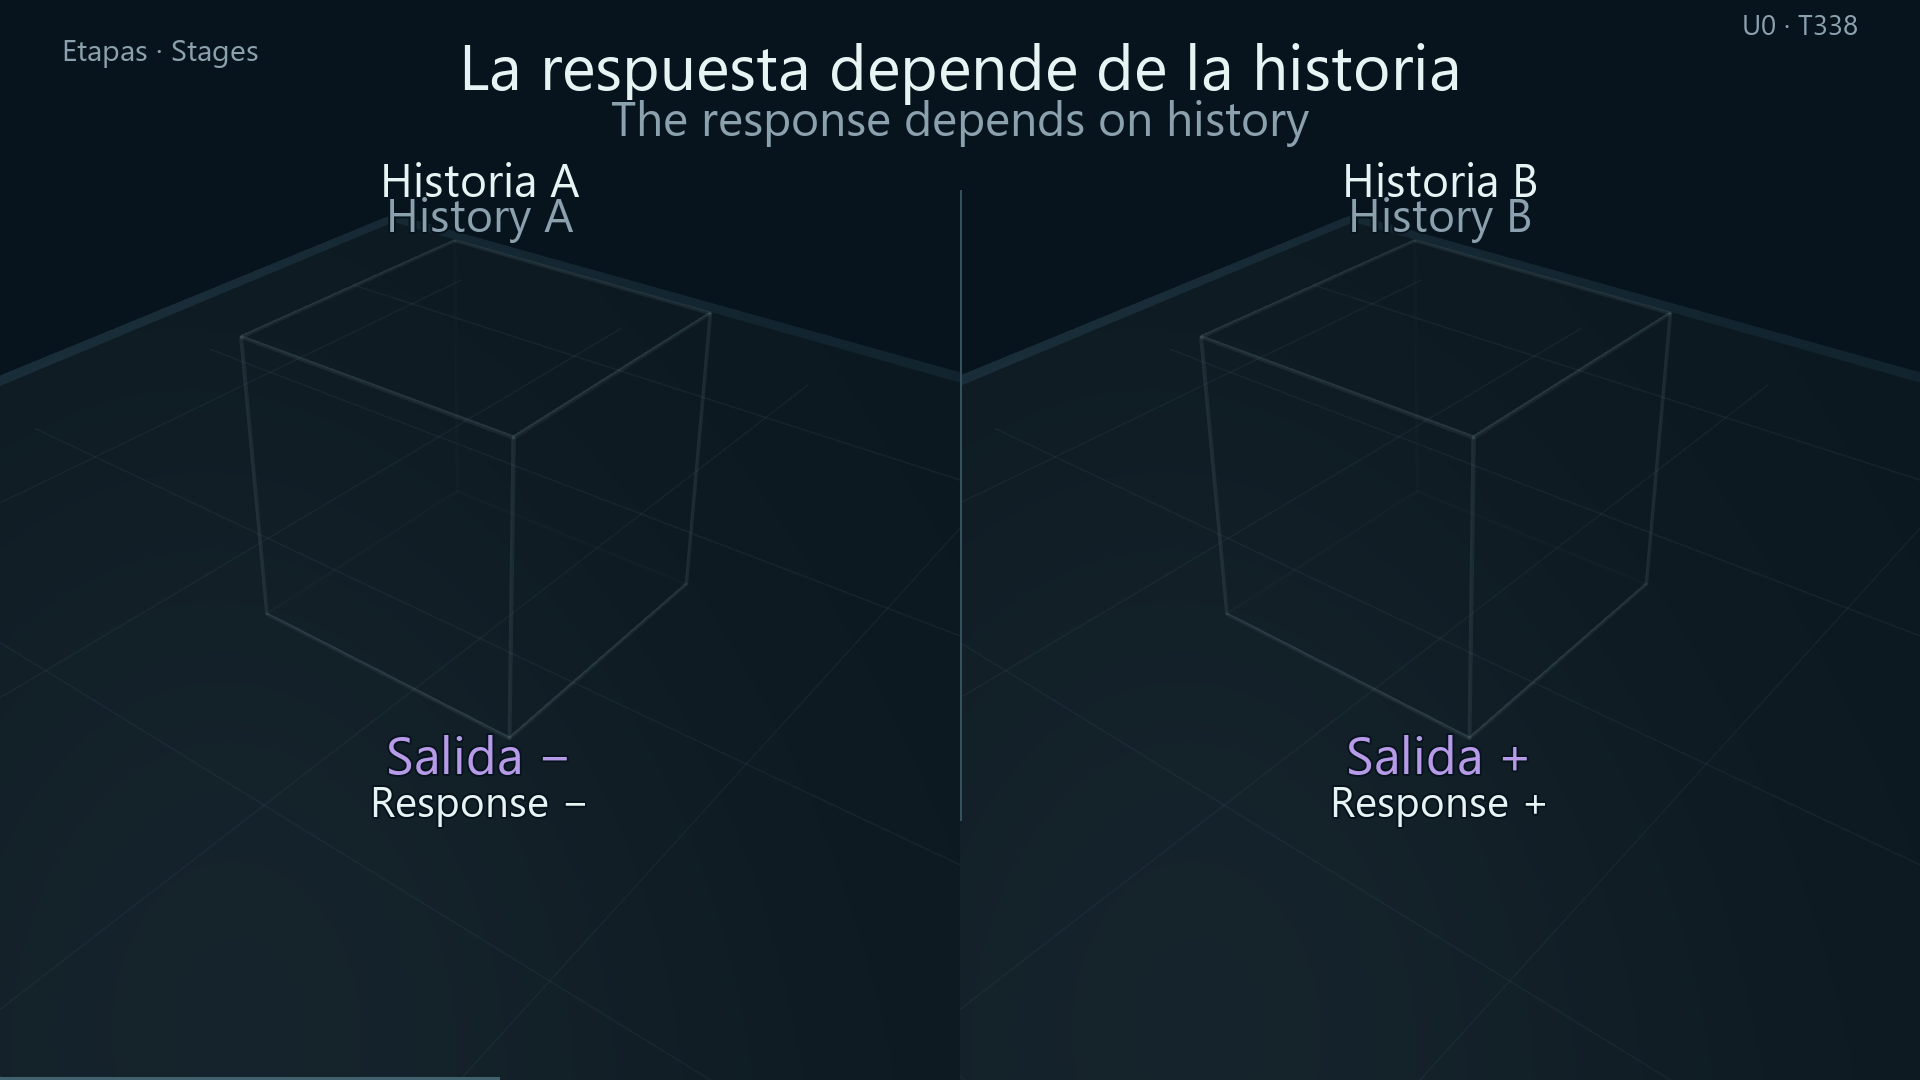 Etapas · Stages
U0 · T338
La respuesta depende de la historia
The response depends on history
Historia A
History A
Historia B
History B
Salida −
Response −
Salida +
Response +